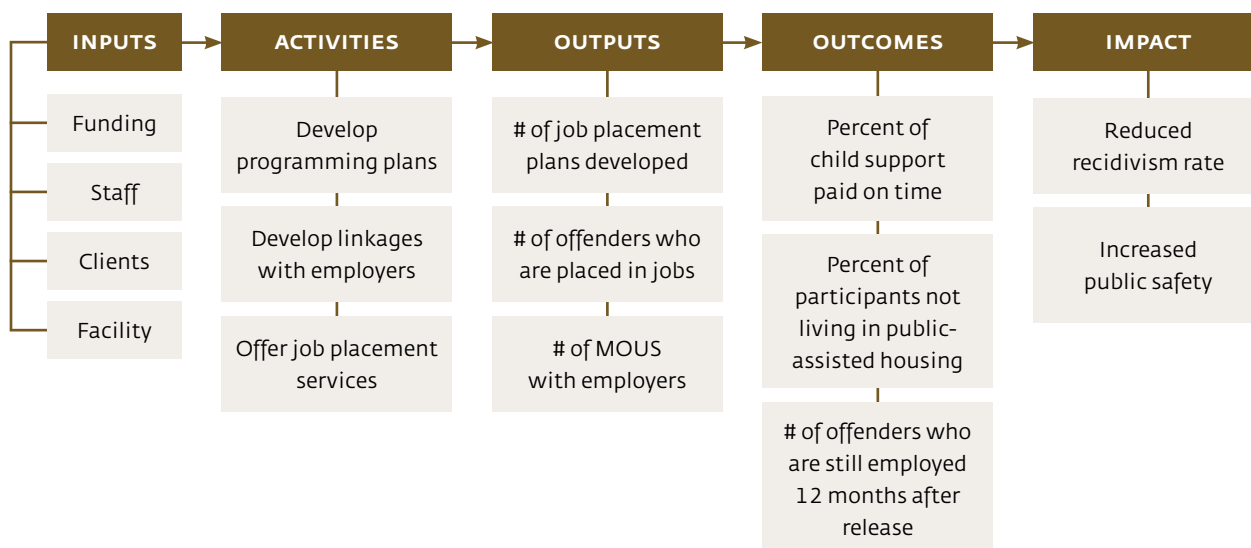 INPUTS
Funding
Staff
Clients
Facility
ACTIVITIES
Develop
programming plans
Develop linkages
with employers
Offer job placement
services
OUTPUTS
# of job placement
plans developed
# of offenders who
are placed in jobs
# of MOUS
with employers
OUTCOMES
Percent of
child support
paid on time
Percent of
participants not
living in public-
assisted housing
# of offenders who
are still employed
12 months after
release
IMPACT
Reduced
recidivism rate
Increased
public safety